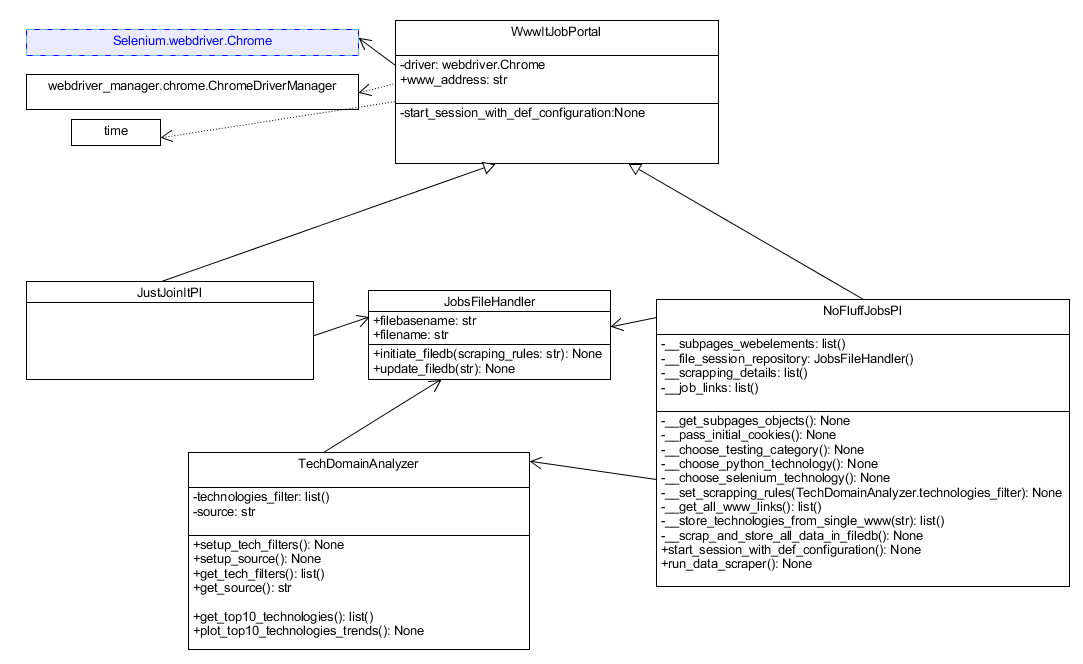 Selenium.webdriver.Chrome
webdriver_manager.chrome.ChromeDriverManager
time
WwwItJobPortal
-driver: webdriver.Chrome
+www_address: str
-start_session_with_def_configuration:None
JustJoinItPl
JobsFileHandler
+filebasename: str
+filename: str
+initiate_filedb(scraping_rules: str): None
+update_filedb(str): None
NoFluffJobsPl
-__subpages_webelements: list()
-__file_session_repository: JobsFileHandler()
-__scrapping_details: list()
-__job_links: list()
-__get_subpages_objects(): None
-__pass_initial_cookies(): None
-__choose_testing_category(): None
-__choose_python_technology(): None
-__choose_selenium_technology(): None
-__set_scrapping_rules(TechDomainAnalyzer.technologies_filter): None
-__get_all_www_links(): list()
-__store_technologies_from_single_www(str): list()
-__scrap_and_store_all_data_in_filedb(): None
+start_session_with_def_configuration(): None
+run_data_scraper(): None
TechDomainAnalyzer
-technologies_filter: list()
-source: str
+setup_tech_filters(): None
+setup_source(): None
+get_tech_filters(): list()
+get_source(): str
+get_top10_technologies(): list()
+plot_top10_technologies_trends(): None